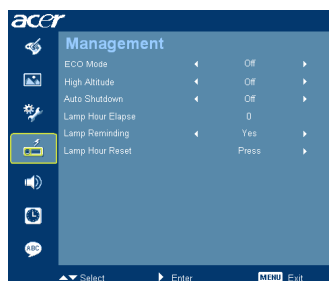 acer
Management
ECO Mode Off
High Altitude Off
Auto Shutdown Off
Lamp Hour Elapse 0
Lamp Reminding Yes
Lamp Hour Reset Press
ABC
Select Enter MENU Exit